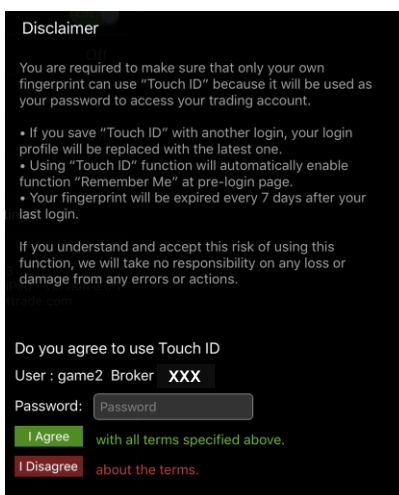 Disclaimer
Off
You are required to make sure that only your own
fingerprint can use “Touch ID” because it will be used as
your password to access your trading account.
• If you save “Touch ID” with another login, your login
profile will be replaced with the latest one.
• Using “Touch ID” function will automatically enable
function “Remember Me” at pre-login page.
• Your fingerprint will be expired every 7 days after your
last login.
If you understand and accept this risk of using this
function, we will take no responsibility on any loss or
damage from any errors or actions.
Do you agree to use Touch ID
User : game2 Broker XXX
Password: Password
I Agree with all terms specified above.
I Disagree about the terms.